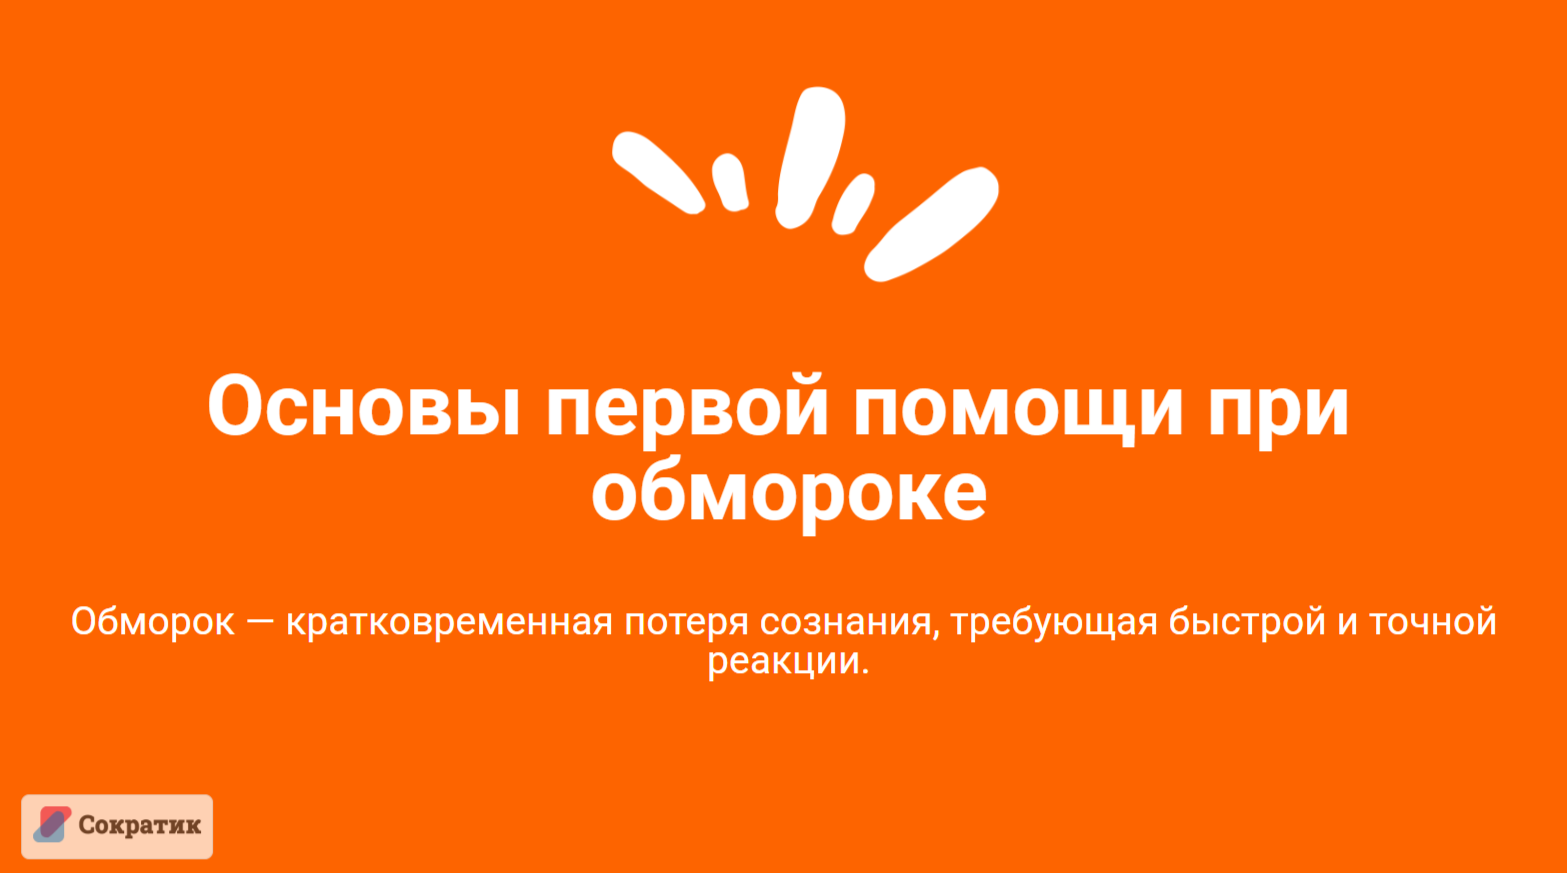 Основы первой помощи при
обмороке
Обморок — кратковременная потеря сознания, требующая быстрой и точной
реакции.
Сократик